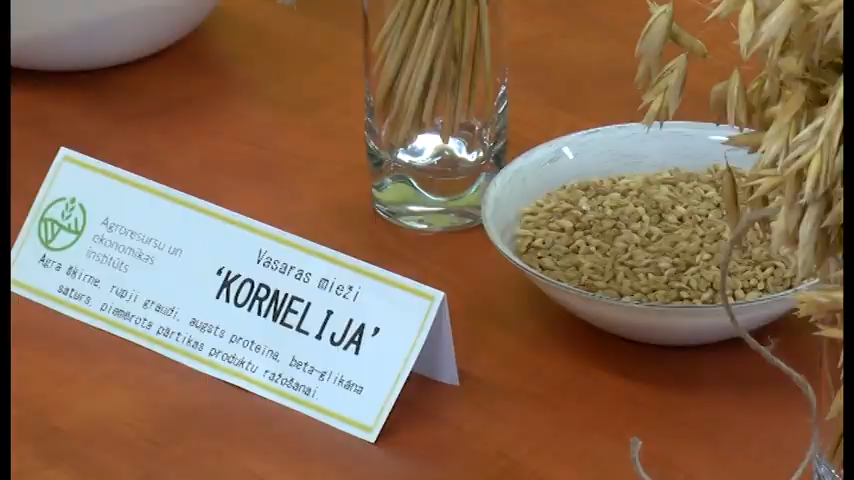 Agroresursu un
ekonomikas
institūts
Vasaras mieži
‘KORNELIJA’
Agra šķirne, rupji graudi, augsts proteīna, beta-glikāna
saturs, piemērota pārtikas produktu ražošanai.